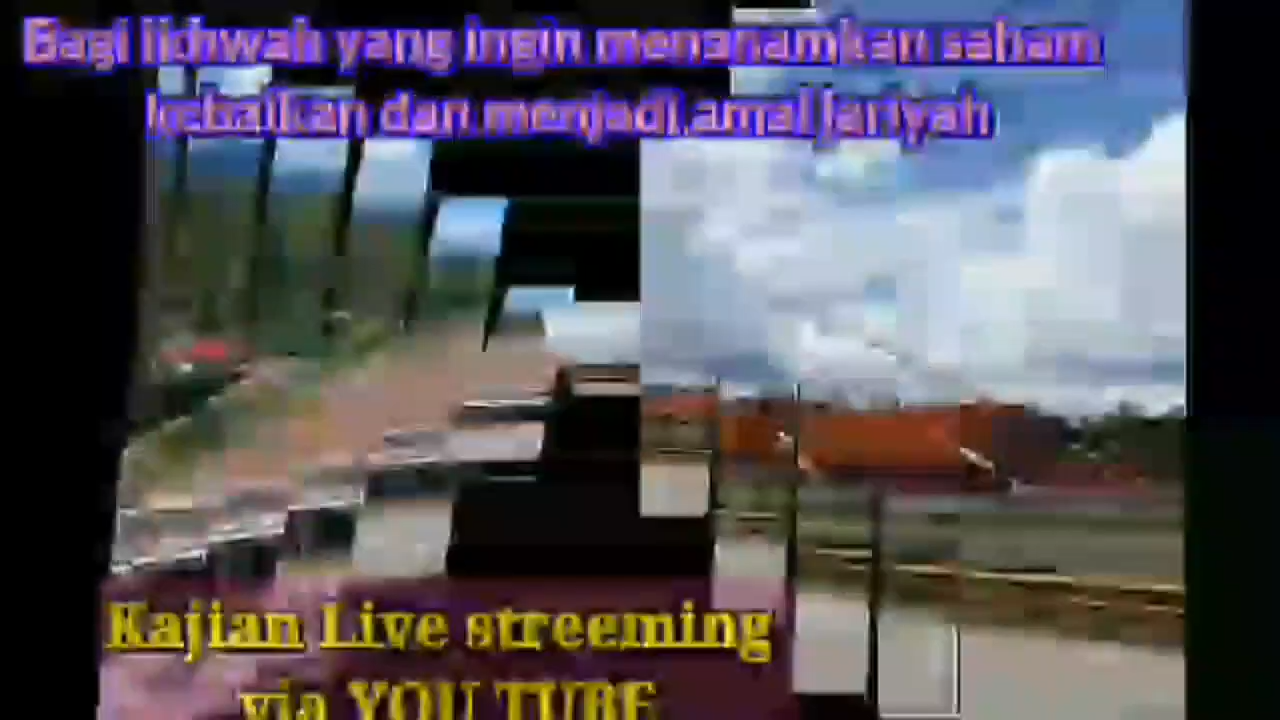 Bagi ikhwah yang ingin menanamkan saham
kebaikan dan menjadi amal jariyah
Kajian Live streeming
via YOU TUBE